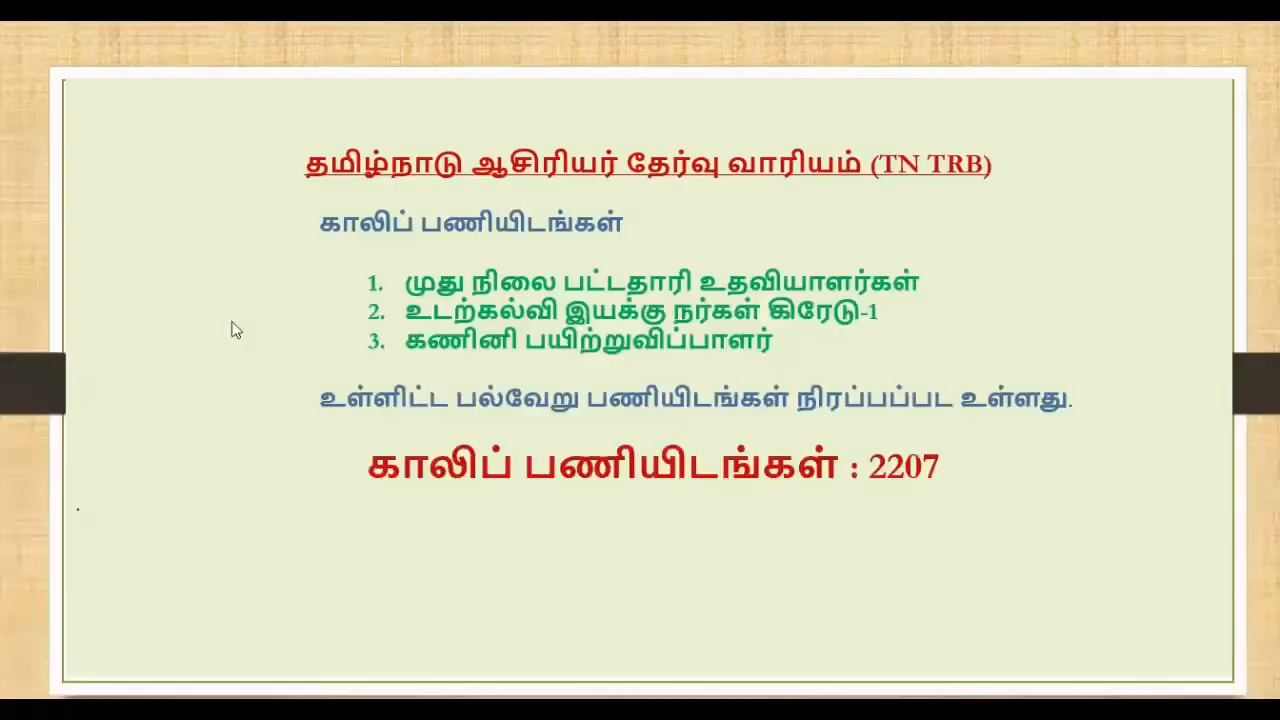 தமிழ்நாடு ஆசிரியர் தேர்வு வாரியம் (TN TRB)
காலிப் பணியிடங்கள்
1. முது நிலை பட்டதாரி உதவியாளர்கள்
2. உடற்கல்வி இயக்கு நர்கள் கிரேடு-1
3. கணினி பயிற்றுவிப்பாளர்
உள்ளிட்ட பல்வேறு பணியிடங்கள் நிரப்பப்பட உள்ளது.
காலிப் பணியிடங்கள் : 2207
.